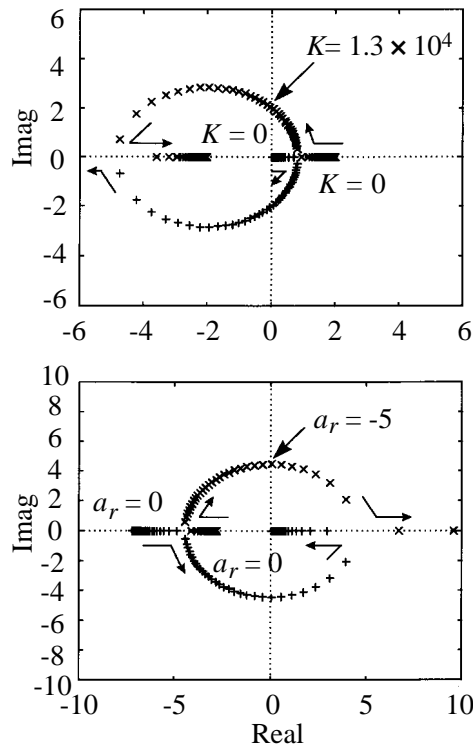 6
K= 1.3 × 10⁴
4
2
K = 0
Imag
0
K = 0
-2
-4
-6
-6 -4 -2 0 2 4 6
10
8
a_r = -5
6
4
a_r = 0
2
Imag
0
-2
a_r = 0
-4
-6
-8
-10
-10 -5 0 5 10
Real